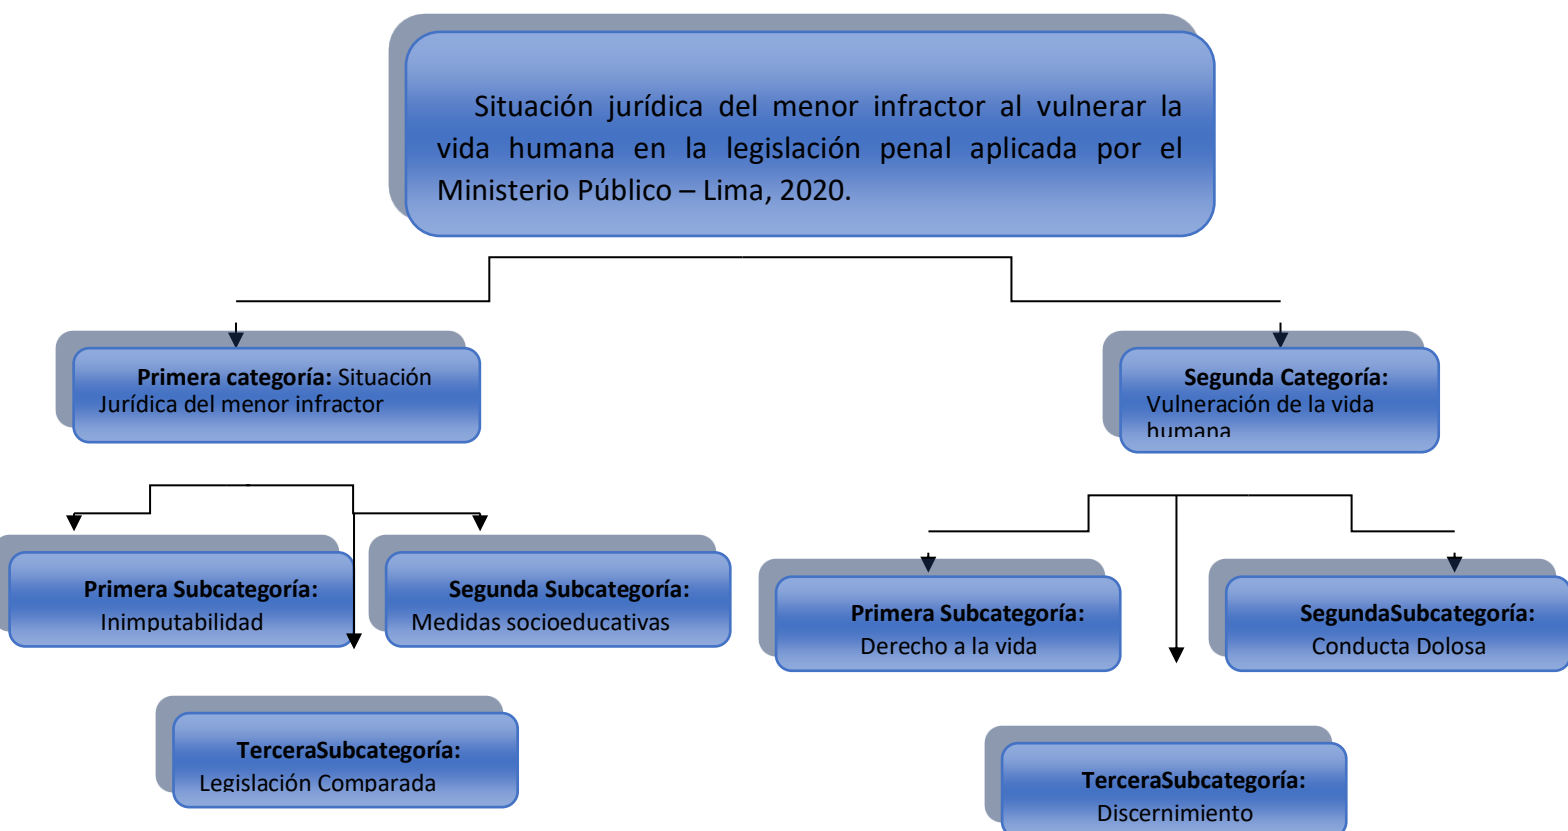 Situación jurídica del menor infractor al vulnerar la
vida humana en la legislación penal aplicada por el
Ministerio Público – Lima, 2020.
Primera categoría: Situación
Jurídica del menor infractor
Segunda Categoría:
Vulneración de la vida
humana
Primera Subcategoría:
Inimputabilidad
Segunda Subcategoría:
Medidas socioeducativas
TerceraSubcategoría:
Legislación Comparada
Primera Subcategoría:
Derecho a la vida
SegundaSubcategoría:
Conducta Dolosa
TerceraSubcategoría:
Discernimiento